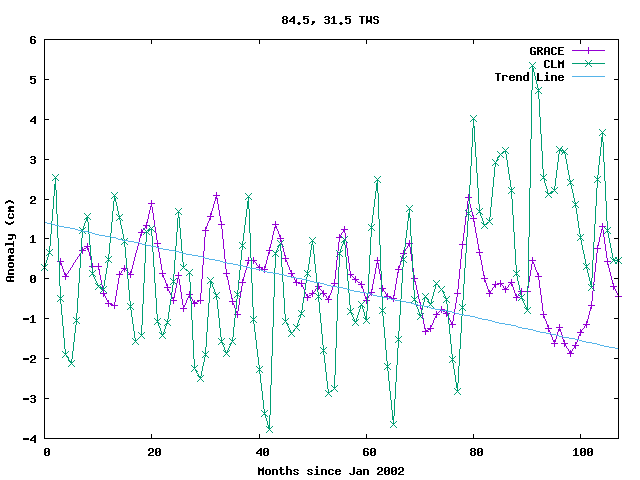 84.5, 31.5 TWS
GRACE
CLM
Trend Line
6
5
4
3
2
1
0
-1
-2
-3
-4
Anomaly (cm)
0 20 40 60 80 100
Months since Jan 2002